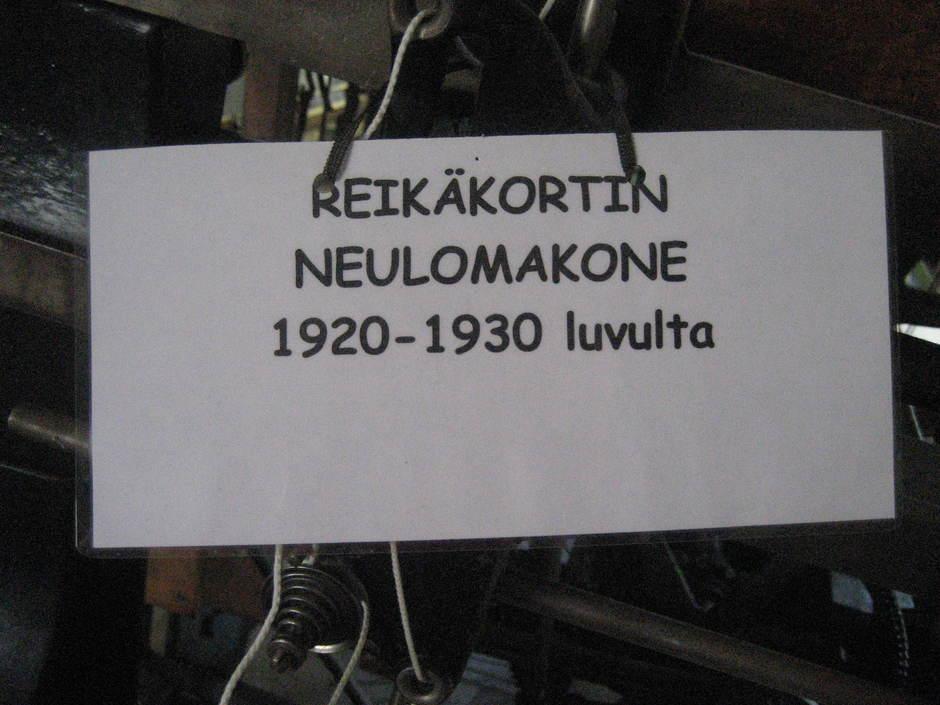 REIKÄKORTIN
NEULOMAKONE
1920-1930 luvulta